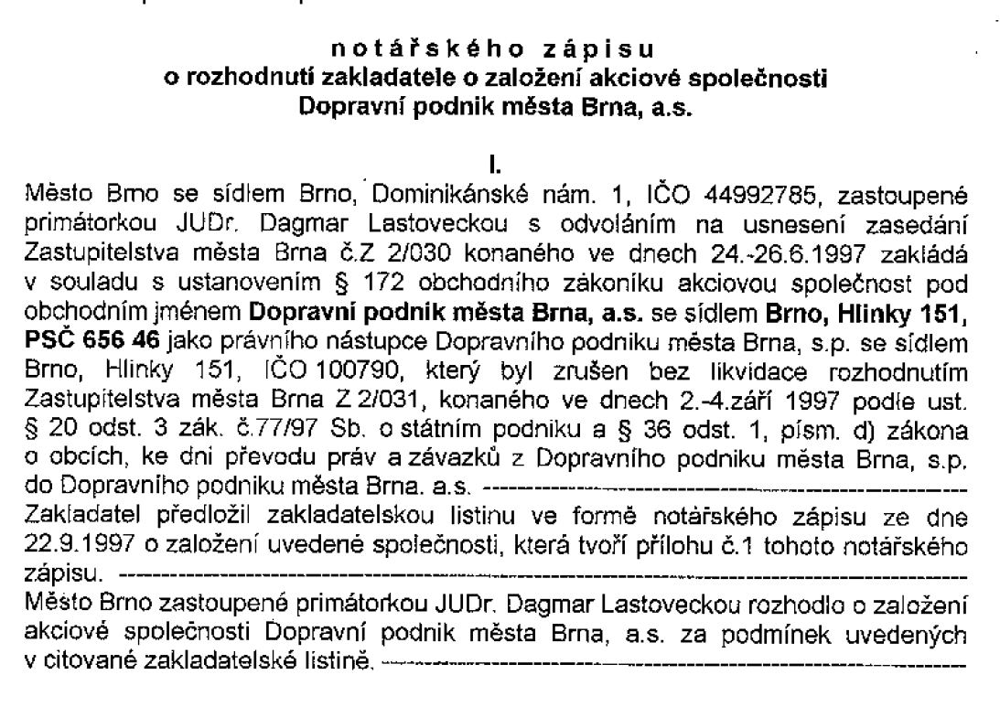 notářského zápisu
o rozhodnutí zakladatele o založení akciové společnosti
Dopravní podnik města Brna, a.s.
I.
Město Brno se sídlem Brno, Dominikánské nám. 1, IČO 44992785, zastoupené
primátorkou JUDr. Dagmar Lastoveckou s odvoláním na usnesení zasedání
Zastupitelstva města Brna č.Z 2/030 konaného ve dnech 24.-26.6.1997 zakládá
v souladu s ustanovením § 172 obchodního zákoníku akciovou společnost pod
obchodním jménem Dopravní podnik města Brna, a.s. se sídlem Brno, Hlinky 151,
PSČ 656 46 jako právního nástupce Dopravního podniku města Brna, s.p. se sídlem
Brno, Hlinky 151, IČO 100790, který byl zrušen bez likvidace rozhodnutím
Zastupitelstva města Brna Z 2/031, konaného ve dnech 2.-4.září 1997 podle ust.
§ 20 odst. 3 zák. č.77/97 Sb. o státním podniku a § 36 odst. 1, písm. d) zákona
o obcích, ke dni převodu práv a závazků z Dopravního podniku města Brna, s.p.
do Dopravního podniku města Brna. a.s. ---
Zakladatel předložil zakladatelskou listinu ve formě notářského zápisu ze dne
22.9.1997 o založení uvedené společnosti, která tvoří přílohu č.1 tohoto notářského
zápisu. ---
Město Brno zastoupené primátorkou JUDr. Dagmar Lastoveckou rozhodlo o založení
akciové společnosti Dopravní podnik města Brna, a.s. za podmínek uvedených
v citované zakladatelské listině. ---